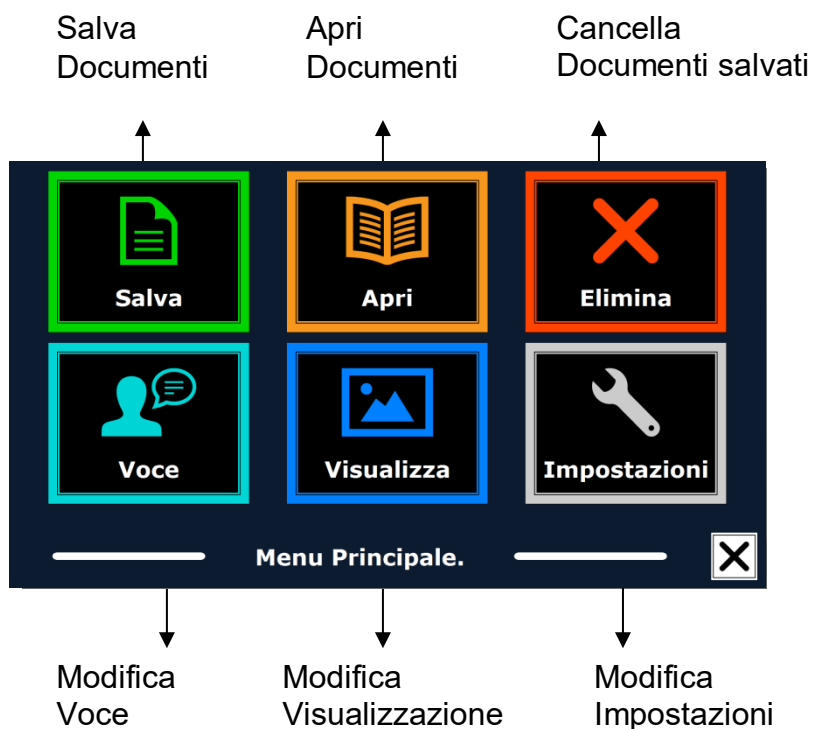 Salva
Documenti
Apri
Documenti
Cancella
Documenti salvati
Salva
Apri
Elimina
Voce
Visualizza
Impostazioni
Menu Principale.
Modifica
Voce
Modifica
Visualizzazione
Modifica
Impostazioni